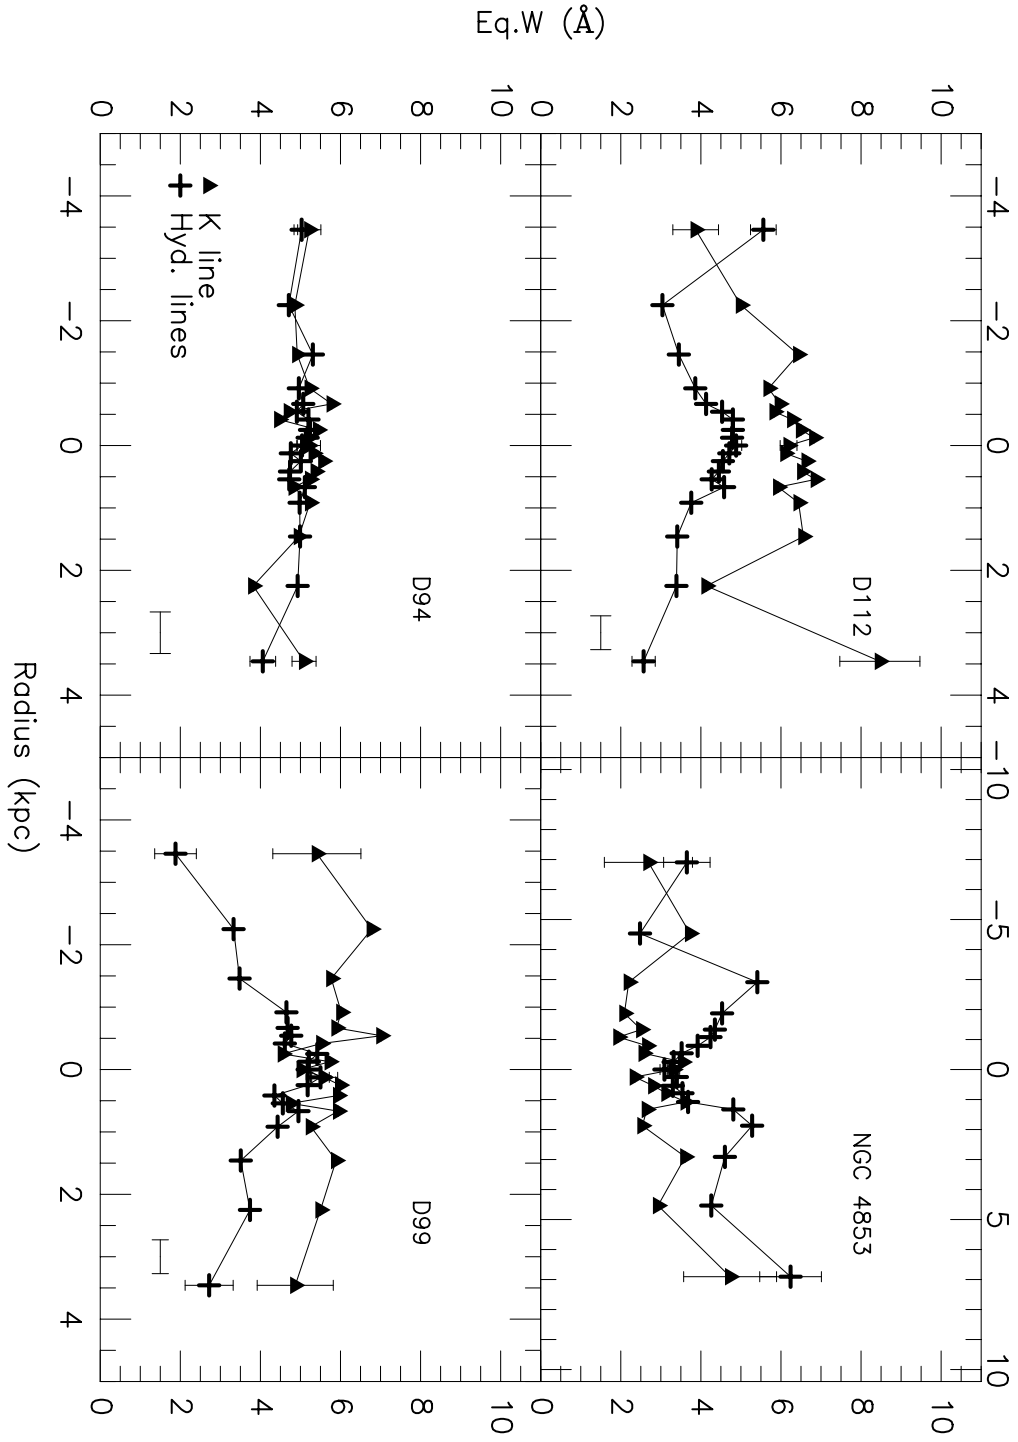 −4 −2 0 2 4 −10 −5 0 5 10
10 10
8 D112 NGC 4853 8
6 6
4 4
2 2
0 0
Eq.W (Å)
10 10
8 D94 D99 8
6 6
4 4
K line
2 Hyd. lines 2
0 0
−4 −2 0 2 4 −4 −2 0 2 4
Radius (kpc)